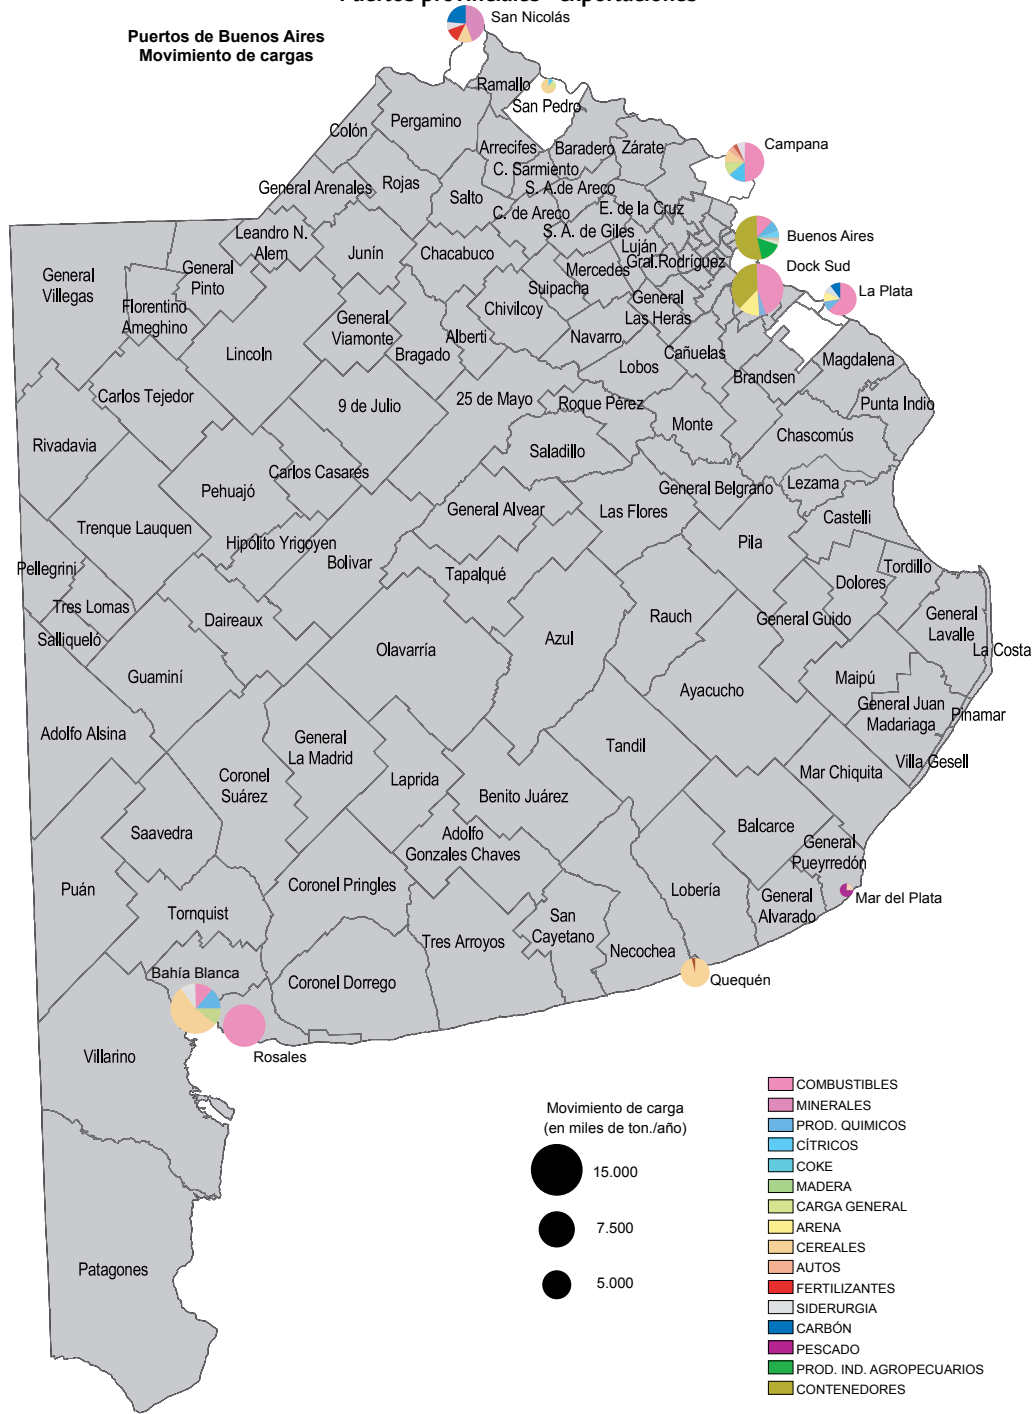 Puertos provinciales - exportaciones
Puertos de Buenos Aires
Movimiento de cargas
San Nicolás
Ramallo
San Pedro
Colón
Pergamino
Arrecifes
Baradero
Zárate
Campana
C. Sarmiento
General Arenales
Rojas
Salto
S. A.de Areco
C. de Areco
E. de la Cruz
Leandro N.
Alem
Junín
Chacabuco
S. A. de Giles
Luján
Gral.Rodríguez
Buenos Aires
Dock Sud
La Plata
General
Villegas
General
Pinto
Mercedes
Suipacha
Florentino
Ameghino
General
Viamonte
Chivilcoy
General
Las Heras
Lincoln
Bragado
Alberti
Navarro
Lobos
Cañuelas
Brandsen
Magdalena
Carlos Tejedor
9 de Julio
25 de Mayo
Roque Pérez
Punta Indio
Rivadavia
Monte
Chascomús
Saladillo
Carlos Casares
Pehuajó
General Belgrano
Lezama
General Alvear
Las Flores
Castelli
Trenque Lauquen
Hipólito Yrigoyen
Bolivar
Pila
Pellegrini
Tapalqué
Tordillo
Dolores
Tres Lomas
Daireaux
Rauch
General Guido
General
Lavalle
Salliqueló
Olavarría
Azul
La Costa
Guaminí
Maipú
Ayacucho
General Juan
Madariaga
Pinamar
Adolfo Alsina
General
La Madrid
Tandil
Villa Gesell
Coronel
Suárez
Laprida
Mar Chiquita
Benito Juárez
Saavedra
Balcarce
Adolfo
Gonzales Chaves
General
Pueyrredón
Puán
Coronel Pringles
Lobería
General
Alvarado
Mar del Plata
Tornquist
San
Cayetano
Tres Arroyos
Necochea
Bahía Blanca
Coronel Dorrego
Quequén
Villarino
Rosales
Patagones
Movimiento de carga
(en miles de ton./año)
15.000
7.500
5.000
COMBUSTIBLES
MINERALES
PROD. QUIMICOS
CÍTRICOS
COKE
MADERA
CARGA GENERAL
ARENA
CEREALES
AUTOS
FERTILIZANTES
SIDERURGIA
CARBÓN
PESCADO
PROD. IND. AGROPECUARIOS
CONTENEDORES